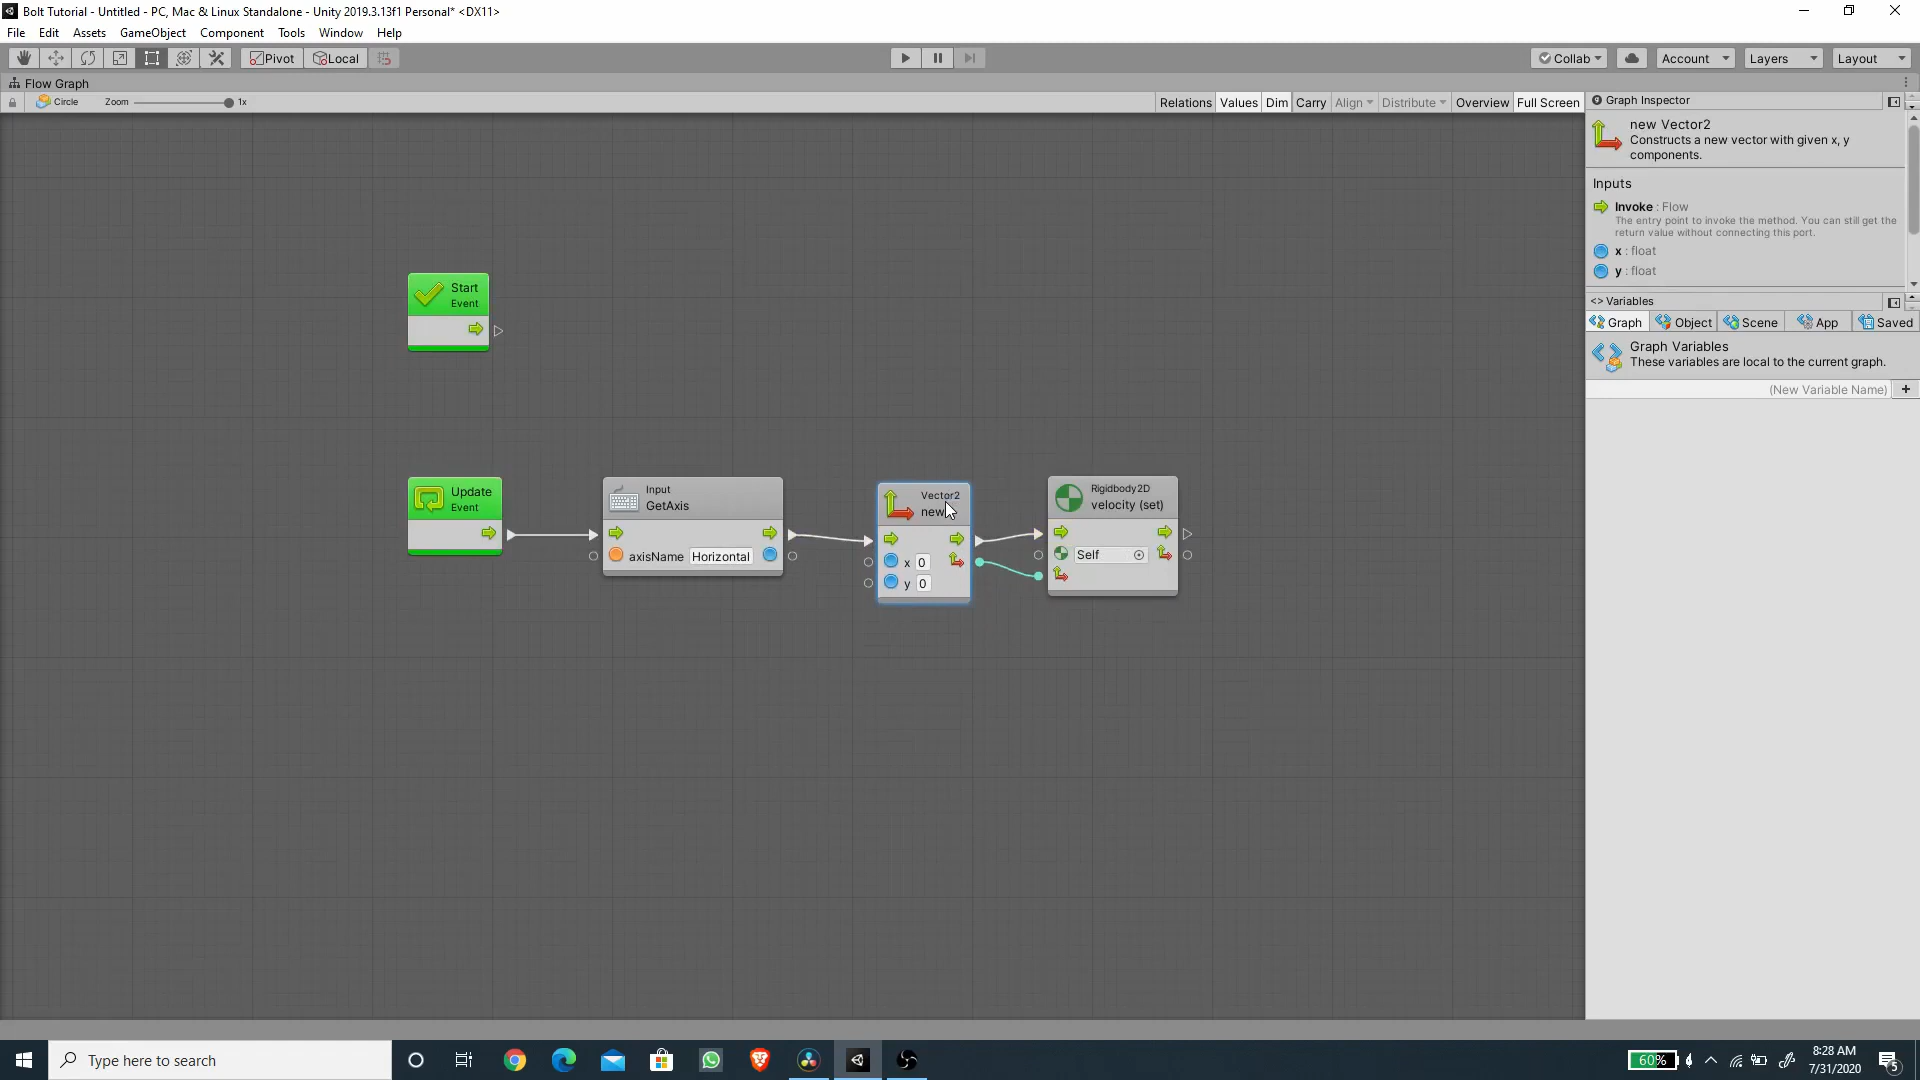 Bolt Tutorial - Untitled - PC, Mac & Linux Standalone - Unity 2019.3.13f1 Personal* <DX11>
File Edit Assets GameObject Component Tools Window Help
Pivot Local Collab Account Layers Layout
Flow Graph
Circle Zoom 1x Relations Values Dim Carry Align Distribute Overview Full Screen
Graph Inspector
new Vector2
Constructs a new vector with given x, y
components.
Inputs
Invoke : Flow
The entry point to invoke the method. You can still get the
return value without connecting this port.
x : float
y : float
<> Variables
Graph Object Scene App Saved
Graph Variables
These variables are local to the current graph.
(New Variable Name) +
Start
Event
Update
Event
Input
GetAxis
axisName Horizontal
Vector2
new
x 0
y 0
Rigidbody2D
velocity (set)
Self
Type here to search
60%
8:28 AM
7/31/2020
5